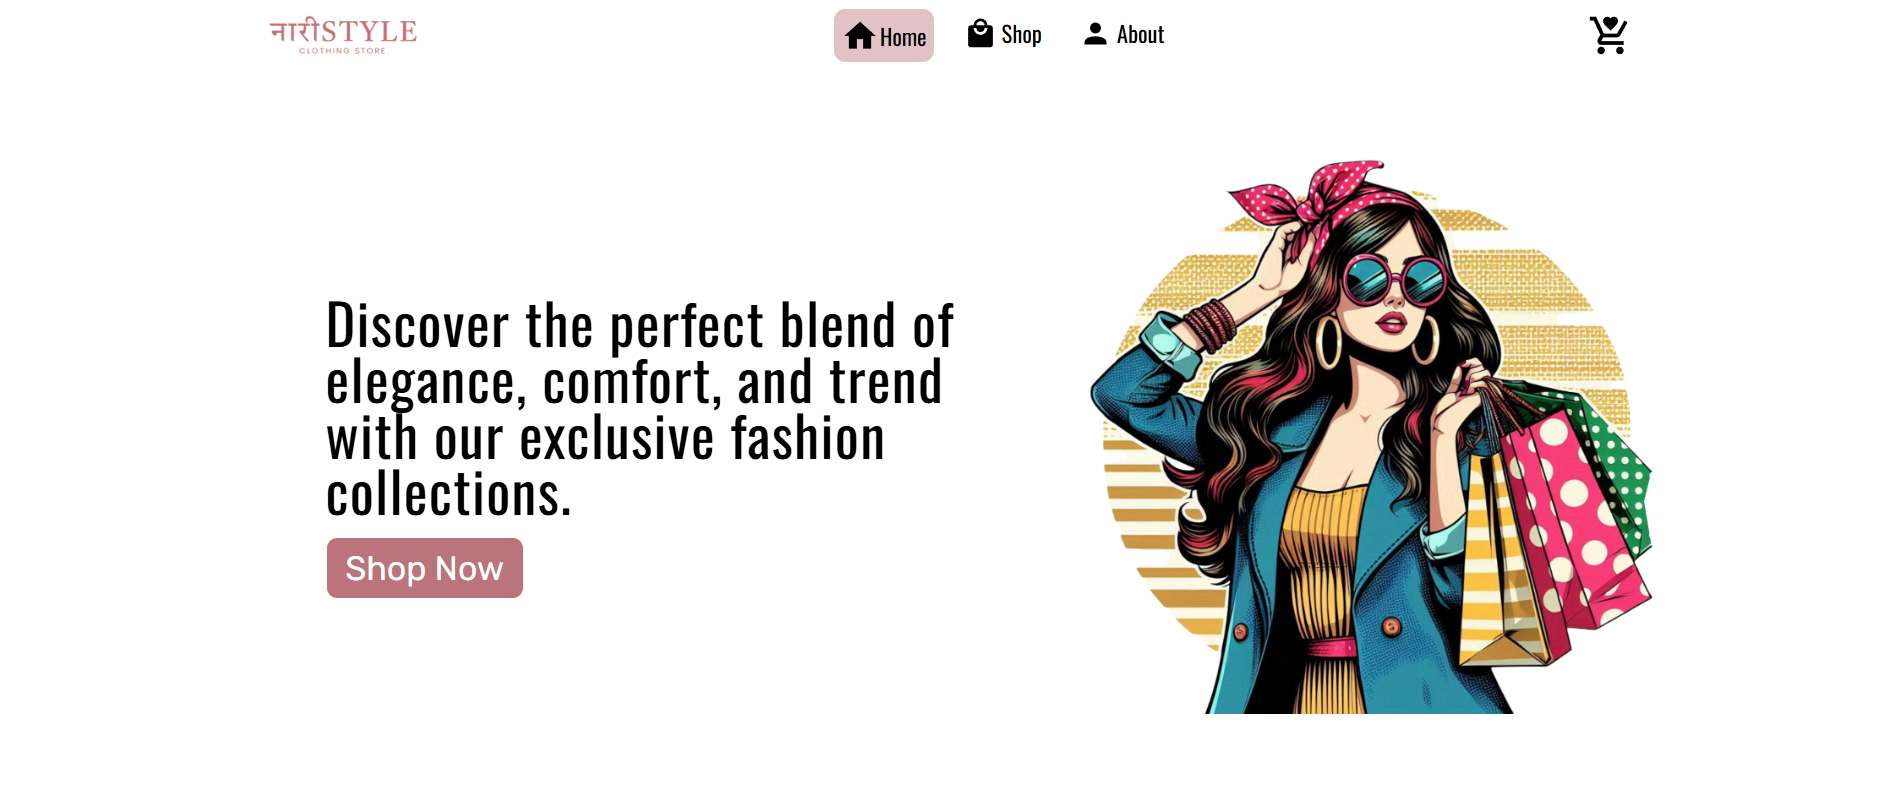 नारीSTYLE
CLOTHING STORE
Home
Shop
About
Discover the perfect blend of
elegance, comfort, and trend
with our exclusive fashion
collections.
Shop Now